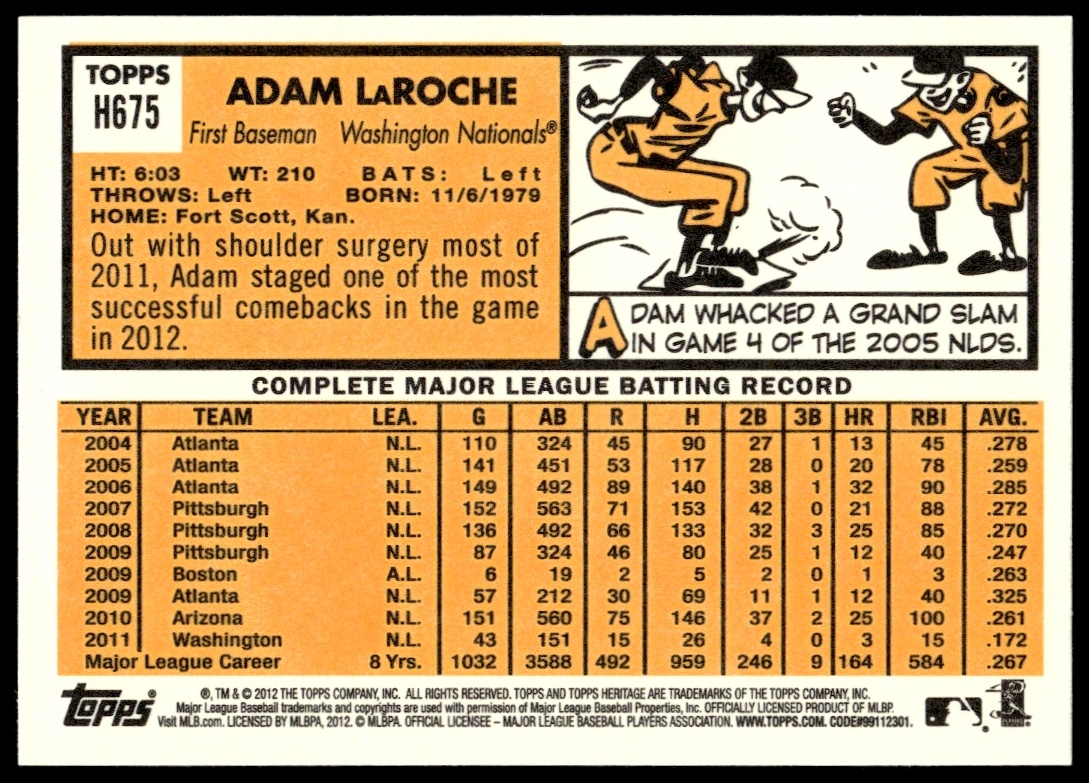 TOPPS
H675
ADAM LaROCHE
First Baseman Washington Nationals®
HT: 6:03 WT: 210 BATS: Left
THROWS: Left BORN: 11/6/1979
HOME: Fort Scott, Kan.
Out with shoulder surgery most of
2011, Adam staged one of the most
successful comebacks in the game
in 2012.
ADAM WHACKED A GRAND SLAM
IN GAME 4 OF THE 2005 NLDS.
COMPLETE MAJOR LEAGUE BATTING RECORD
YEAR TEAM LEA. G AB R H 2B 3B HR RBI AVG.
2004 Atlanta N.L. 110 324 45 90 27 1 13 45 .278
2005 Atlanta N.L. 141 451 53 117 28 0 20 78 .259
2006 Atlanta N.L. 149 492 89 140 38 1 32 90 .285
2007 Pittsburgh N.L. 152 563 71 153 42 0 21 88 .272
2008 Pittsburgh N.L. 136 492 66 133 32 3 25 85 .270
2009 Pittsburgh N.L. 87 324 46 80 25 1 12 40 .247
2009 Boston A.L. 6 19 2 5 2 0 1 3 .263
2009 Atlanta N.L. 57 212 30 69 11 1 12 40 .325
2010 Arizona N.L. 151 560 75 146 37 2 25 100 .261
2011 Washington N.L. 43 151 15 26 4 0 3 15 .172
Major League Career 8 Yrs. 1032 3588 492 959 246 9 164 584 .267
topps®
®, TM & © 2012 THE TOPPS COMPANY, INC. ALL RIGHTS RESERVED. TOPPS AND TOPPS HERITAGE ARE TRADEMARKS OF THE TOPPS COMPANY, INC.
Major League Baseball trademarks and copyrights are used with permission of Major League Baseball Properties, Inc. OFFICIALLY LICENSED PRODUCT OF MLBP.
Visit MLB.com. LICENSED BY MLBPA, 2012. © MLBPA. OFFICIAL LICENSEE – MAJOR LEAGUE BASEBALL PLAYERS ASSOCIATION. WWW.TOPPS.COM. CODE#99112301.